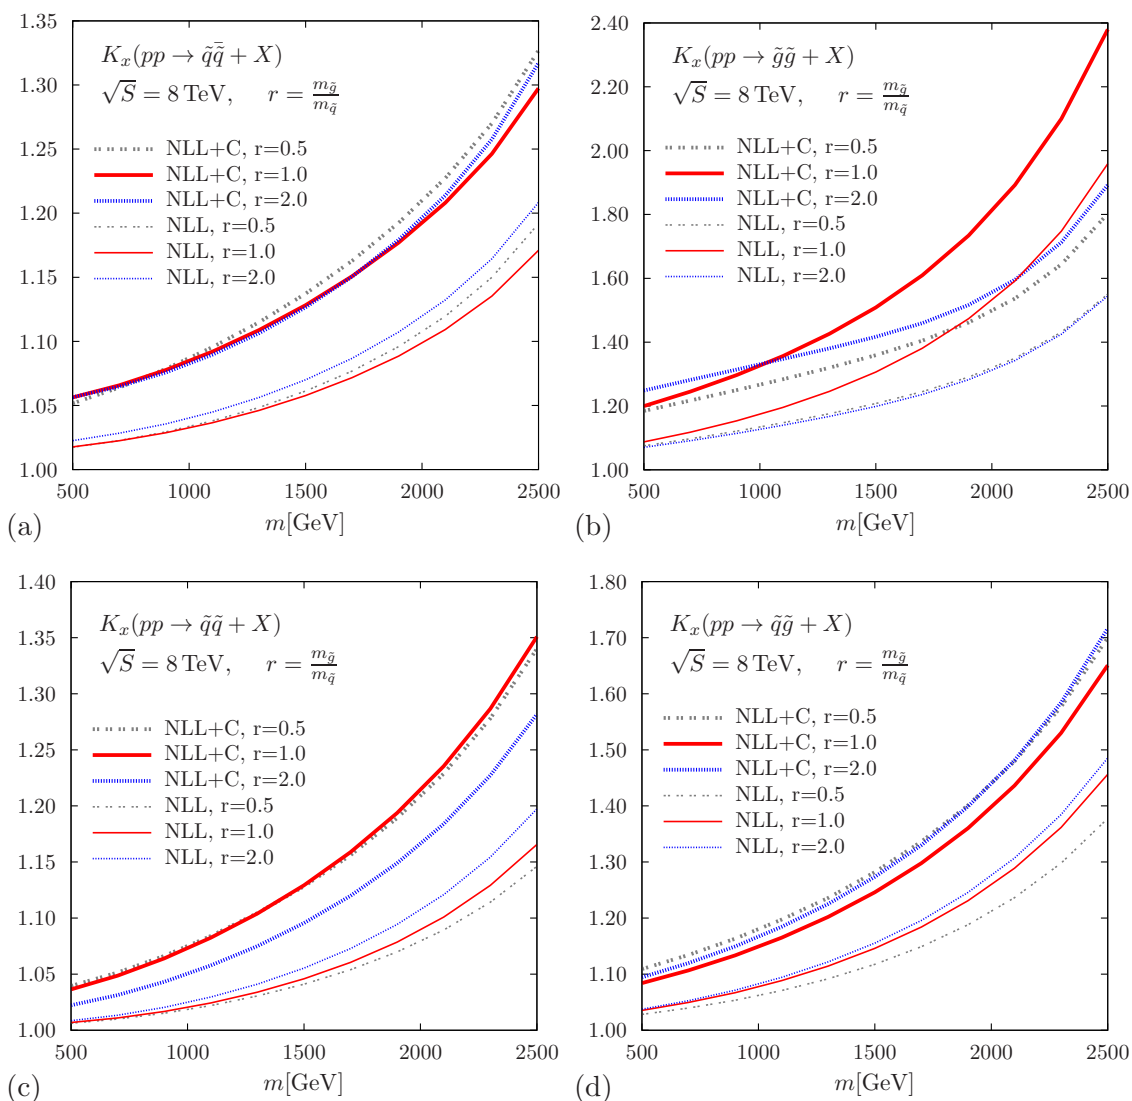 1.35
1.30
1.25
1.20
1.15
1.10
1.05
1.00
K_x(pp → q̃q̃̄ + X)
√S = 8 TeV, r = m_g̃/m_q̃
NLL+C, r=0.5
NLL+C, r=1.0
NLL+C, r=2.0
NLL, r=0.5
NLL, r=1.0
NLL, r=2.0
500 1000 1500 2000 2500
(a) m[GeV]
2.40
2.20
2.00
1.80
1.60
1.40
1.20
1.00
K_x(pp → g̃g̃ + X)
√S = 8 TeV, r = m_g̃/m_q̃
NLL+C, r=0.5
NLL+C, r=1.0
NLL+C, r=2.0
NLL, r=0.5
NLL, r=1.0
NLL, r=2.0
500 1000 1500 2000 2500
(b) m[GeV]
1.40
1.35
1.30
1.25
1.20
1.15
1.10
1.05
1.00
K_x(pp → q̃q̃ + X)
√S = 8 TeV, r = m_g̃/m_q̃
NLL+C, r=0.5
NLL+C, r=1.0
NLL+C, r=2.0
NLL, r=0.5
NLL, r=1.0
NLL, r=2.0
500 1000 1500 2000 2500
(c) m[GeV]
1.80
1.70
1.60
1.50
1.40
1.30
1.20
1.10
1.00
K_x(pp → q̃g̃ + X)
√S = 8 TeV, r = m_g̃/m_q̃
NLL+C, r=0.5
NLL+C, r=1.0
NLL+C, r=2.0
NLL, r=0.5
NLL, r=1.0
NLL, r=2.0
500 1000 1500 2000 2500
(d) m[GeV]